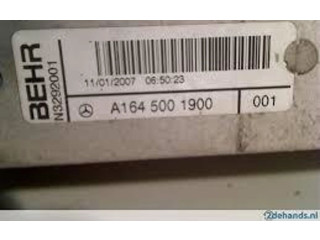 BEHR
N3292001
11/01/2007 06:50:23
A164 500 1900
001
2dehands.nl